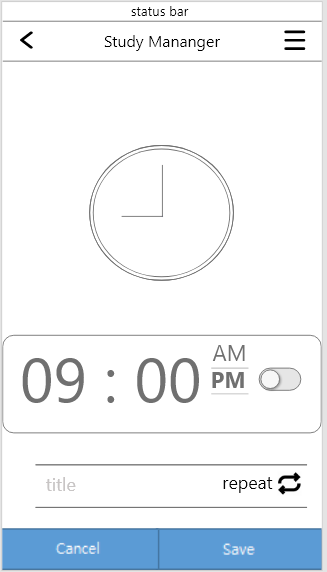 status bar
Study Mananger
09 : 00
AM
PM
title
repeat
Cancel
Save